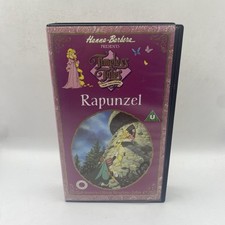 Hanna-Barbera
PRESENTS
Timeless
Tales
Rapunzel
U